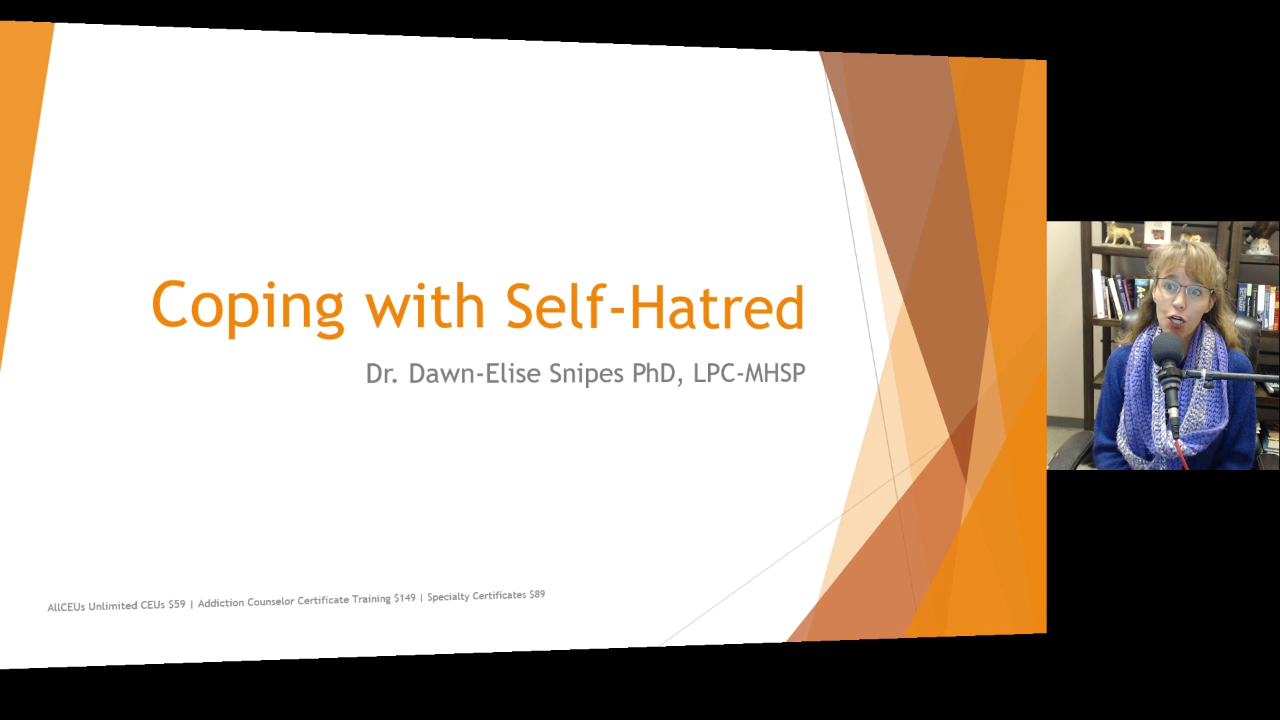 Coping with Self-Hatred
Dr. Dawn-Elise Snipes PhD, LPC-MHSP
AllCEUs Unlimited CEUs $59 | Addiction Counselor Certificate Training $149 | Specialty Certificates $89